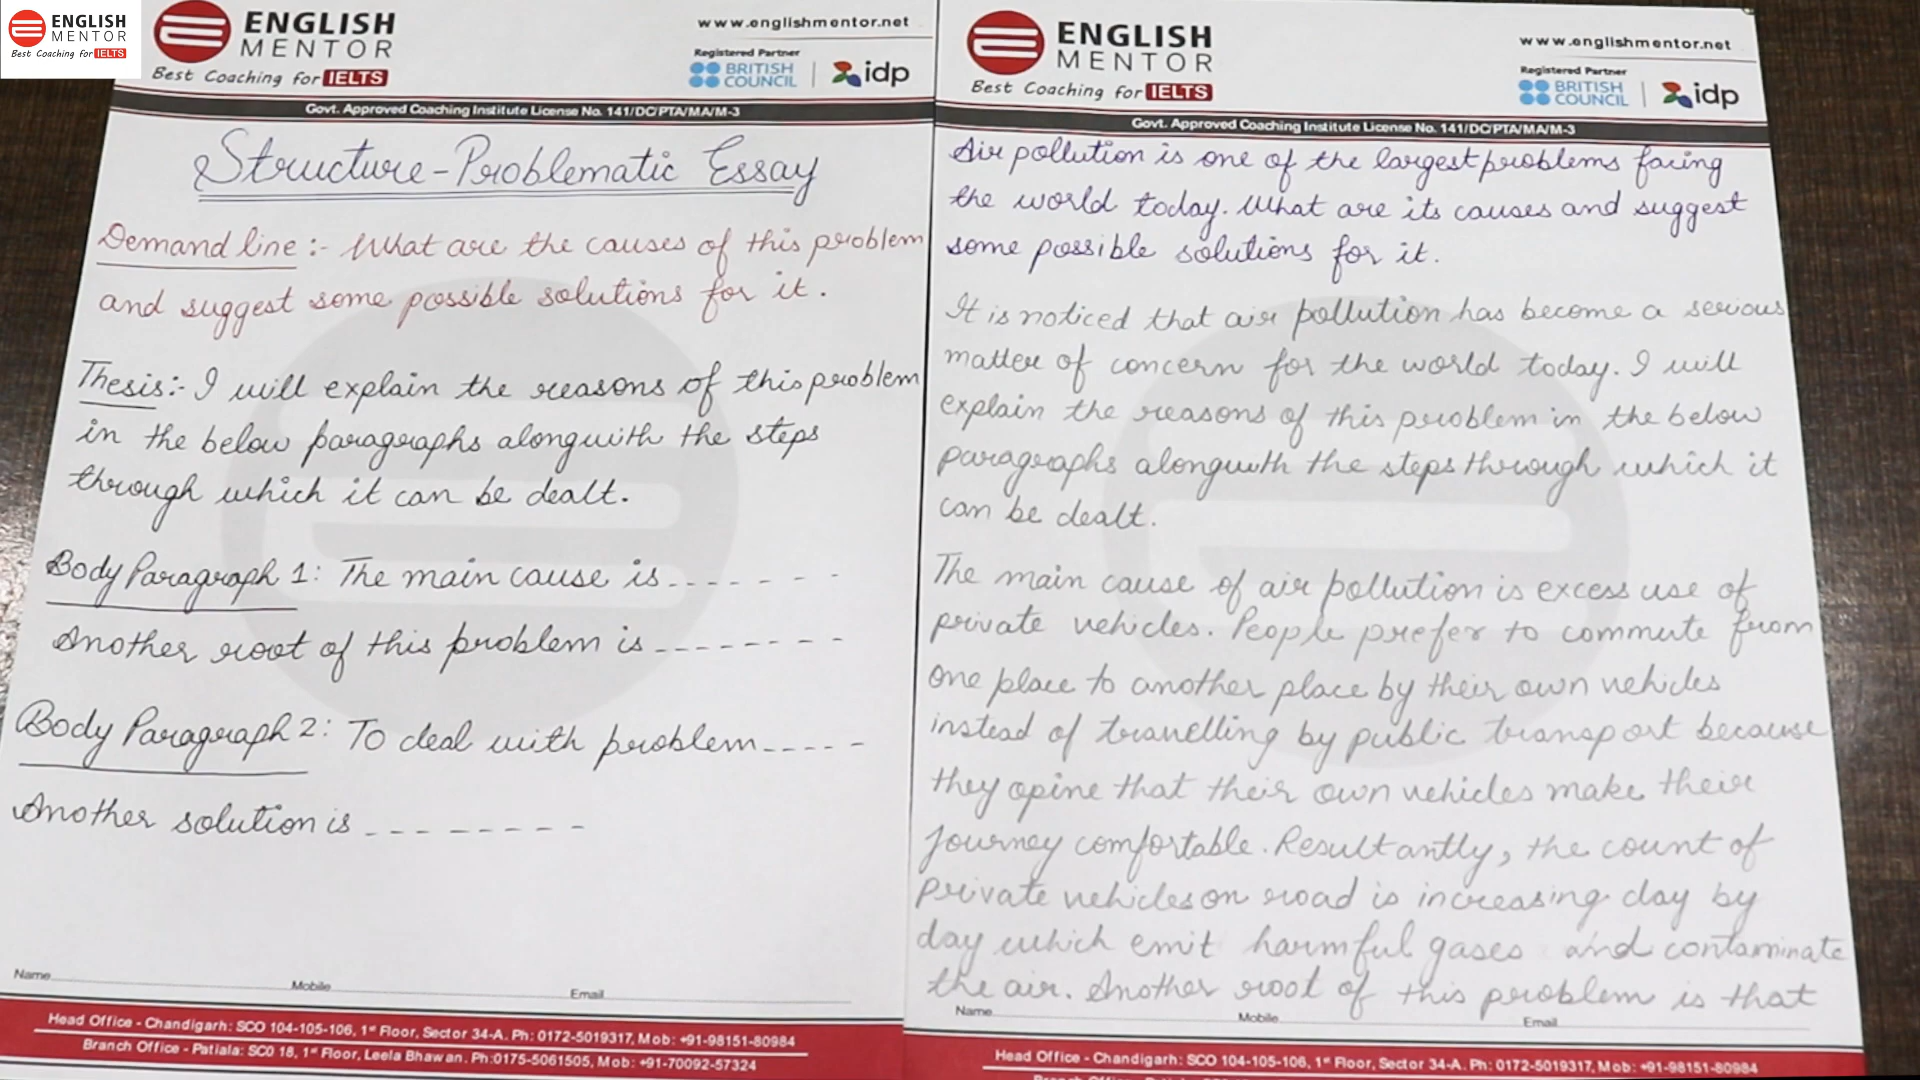 ENGLISH
MENTOR
Best Coaching for IELTS
ENGLISH
MENTOR
Best Coaching for IELTS
www.englishmentor.net
Registered Partner
BRITISH
COUNCIL
idp
Govt. Approved Coaching Institute License No. 141/DC/PTA/MA/M-3
Structure-Problematic Essay
Demand line :- What are the causes of this problem
and suggest some possible solutions for it.
Thesis:- I will explain the reasons of this problem
in the below paragraphs alongwith the steps
through which it can be dealt.
Body Paragraph 1: The main cause is - - - - - - -
Another root of this problem is - - - - - - - -
Body Paragraph 2: To deal with problem - - - - -
Another solution is - - - - - - - -
Name
Mobile
Email
Head Office - Chandigarh: SCO 104-105-106, 1st Floor, Sector 34-A. Ph: 0172-5019317, Mob: +91-98151-80984
Branch Office - Patiala: SCO 18, 1st Floor, Leela Bhawan. Ph:0175-5061505, Mob: +91-70092-57324
ENGLISH
MENTOR
Best Coaching for IELTS
www.englishmentor.net
Registered Partner
BRITISH
COUNCIL
idp
Govt. Approved Coaching Institute License No. 141/DC/PTA/MA/M-3
Air pollution is one of the largest problems facing
the world today. What are its causes and suggest
some possible solutions for it.
It is noticed that air pollution has become a serious
matter of concern for the world today. I will
explain the reasons of this problem in the below
paragraphs alongwith the steps through which it
can be dealt.
The main cause of air pollution is excess use of
private vehicles. People prefer to commute from
one place to another place by their own vehicles
instead of travelling by public transport because
they opine that their own vehicles make their
journey comfortable. Resultantly, the count of
private vehicles on road is increasing day by
day which emit harmful gases and contaminate
the air. Another root of this problem is that
Name
Mobile
Email
Head Office - Chandigarh: SCO 104-105-106, 1st Floor, Sector 34-A. Ph: 0172-5019317, Mob: +91-98151-80984